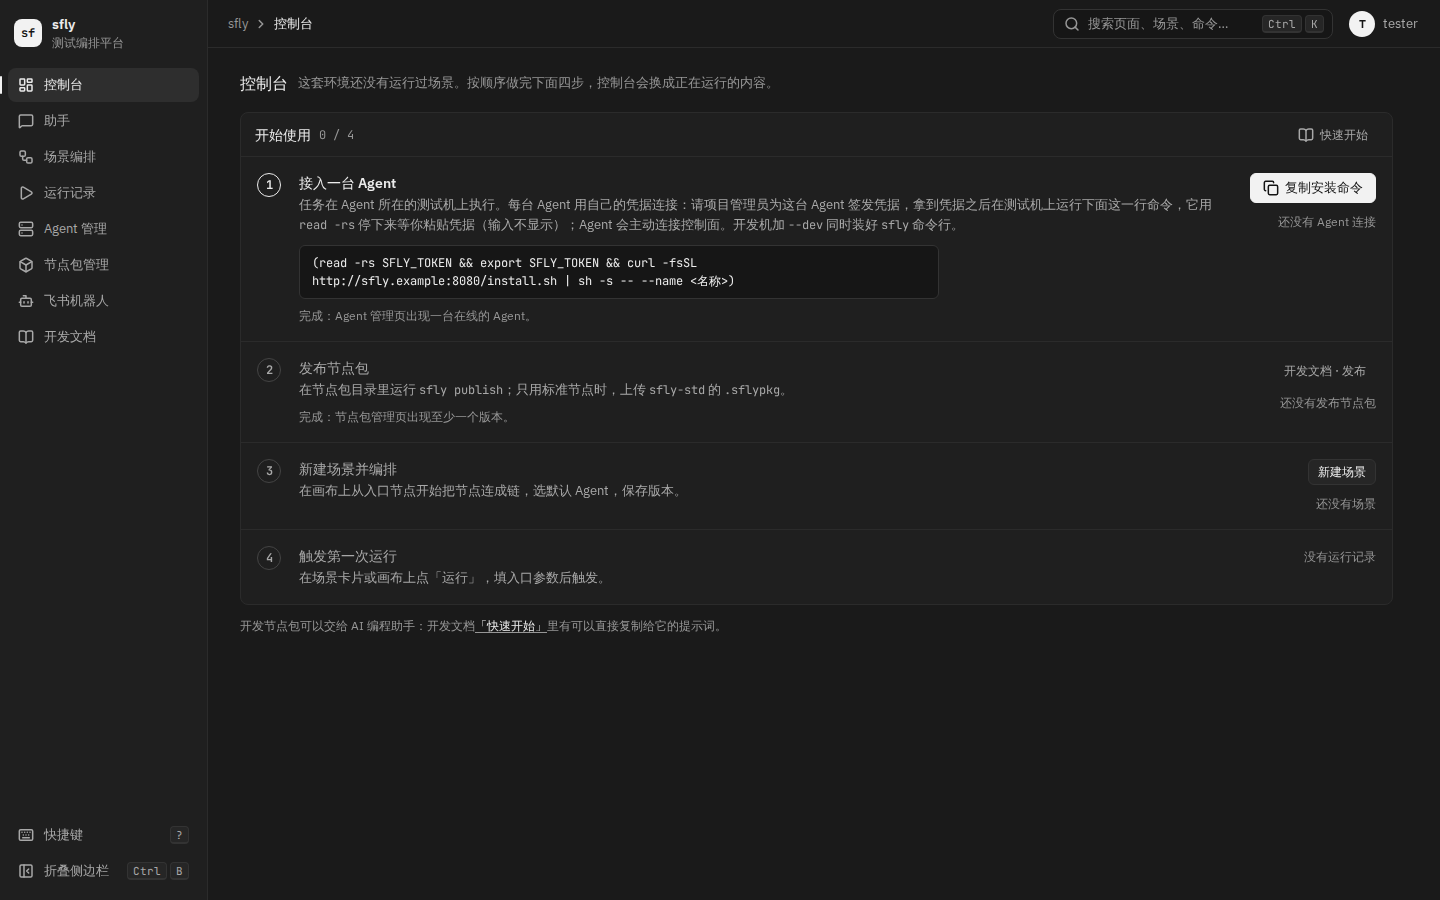 sf
sfly
测试编排平台
控制台
助手
场景编排
运行记录
Agent 管理
节点包管理
飞书机器人
开发文档
快捷键 ?
折叠侧边栏 Ctrl B
sfly > 控制台
搜索页面、场景、命令... Ctrl K
T tester
控制台 这套环境还没有运行过场景。按顺序做完下面四步，控制台会换成正在运行的内容。
开始使用 0 / 4
快速开始
1 接入一台 Agent
任务在 Agent 所在的测试机上执行。每台 Agent 用自己的凭据连接：请项目管理员为这台 Agent 签发凭据，拿到凭据之后在测试机上运行下面这一行命令，它用
read -rs 停下来等你粘贴凭据（输入不显示）；Agent 会主动连接控制面。开发机加 --dev 同时装好 sfly 命令行。
(read -rs SFLY_TOKEN && export SFLY_TOKEN && curl -fsSL
http://sfly.example:8080/install.sh | sh -s -- --name <名称>)
完成：Agent 管理页出现一台在线的 Agent。
复制安装命令
还没有 Agent 连接
2 发布节点包
在节点包目录里运行 sfly publish；只用标准节点时，上传 sfly-std 的 .sflypkg。
完成：节点包管理页出现至少一个版本。
开发文档 · 发布
还没有发布节点包
3 新建场景并编排
在画布上从入口节点开始把节点连成链，选默认 Agent，保存版本。
新建场景
还没有场景
4 触发第一次运行
在场景卡片或画布上点「运行」，填入口参数后触发。
没有运行记录
开发节点包可以交给 AI 编程助手：开发文档「快速开始」里有可以直接复制给它的提示词。